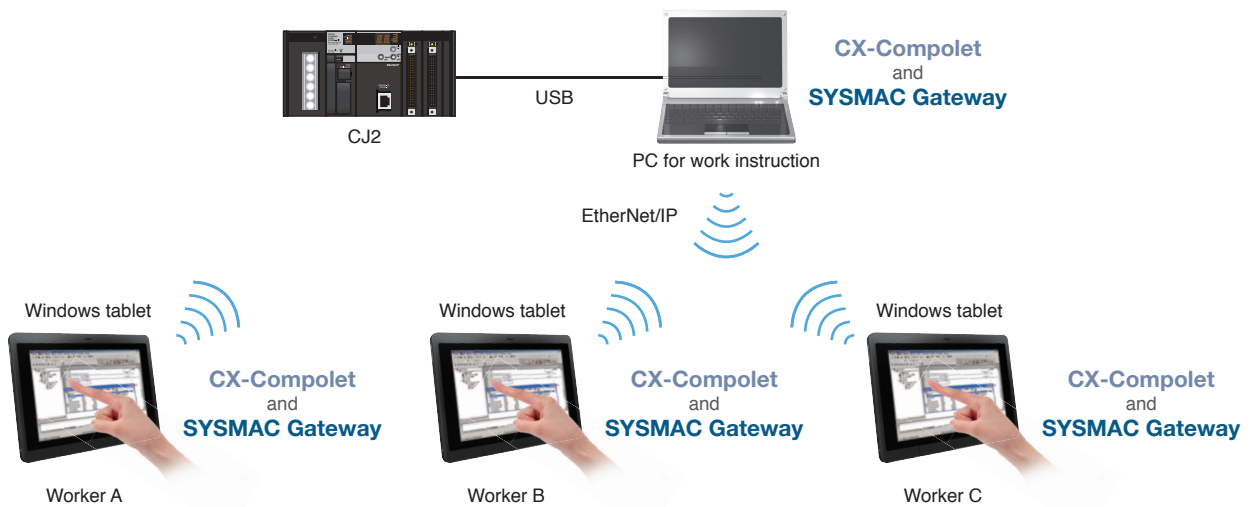 CX-Compolet
and
SYSMAC Gateway
USB
CJ2
PC for work instruction
EtherNet/IP
Windows tablet
Windows tablet
Windows tablet
CX-Compolet
and
SYSMAC Gateway
CX-Compolet
and
SYSMAC Gateway
CX-Compolet
and
SYSMAC Gateway
Worker A
Worker B
Worker C